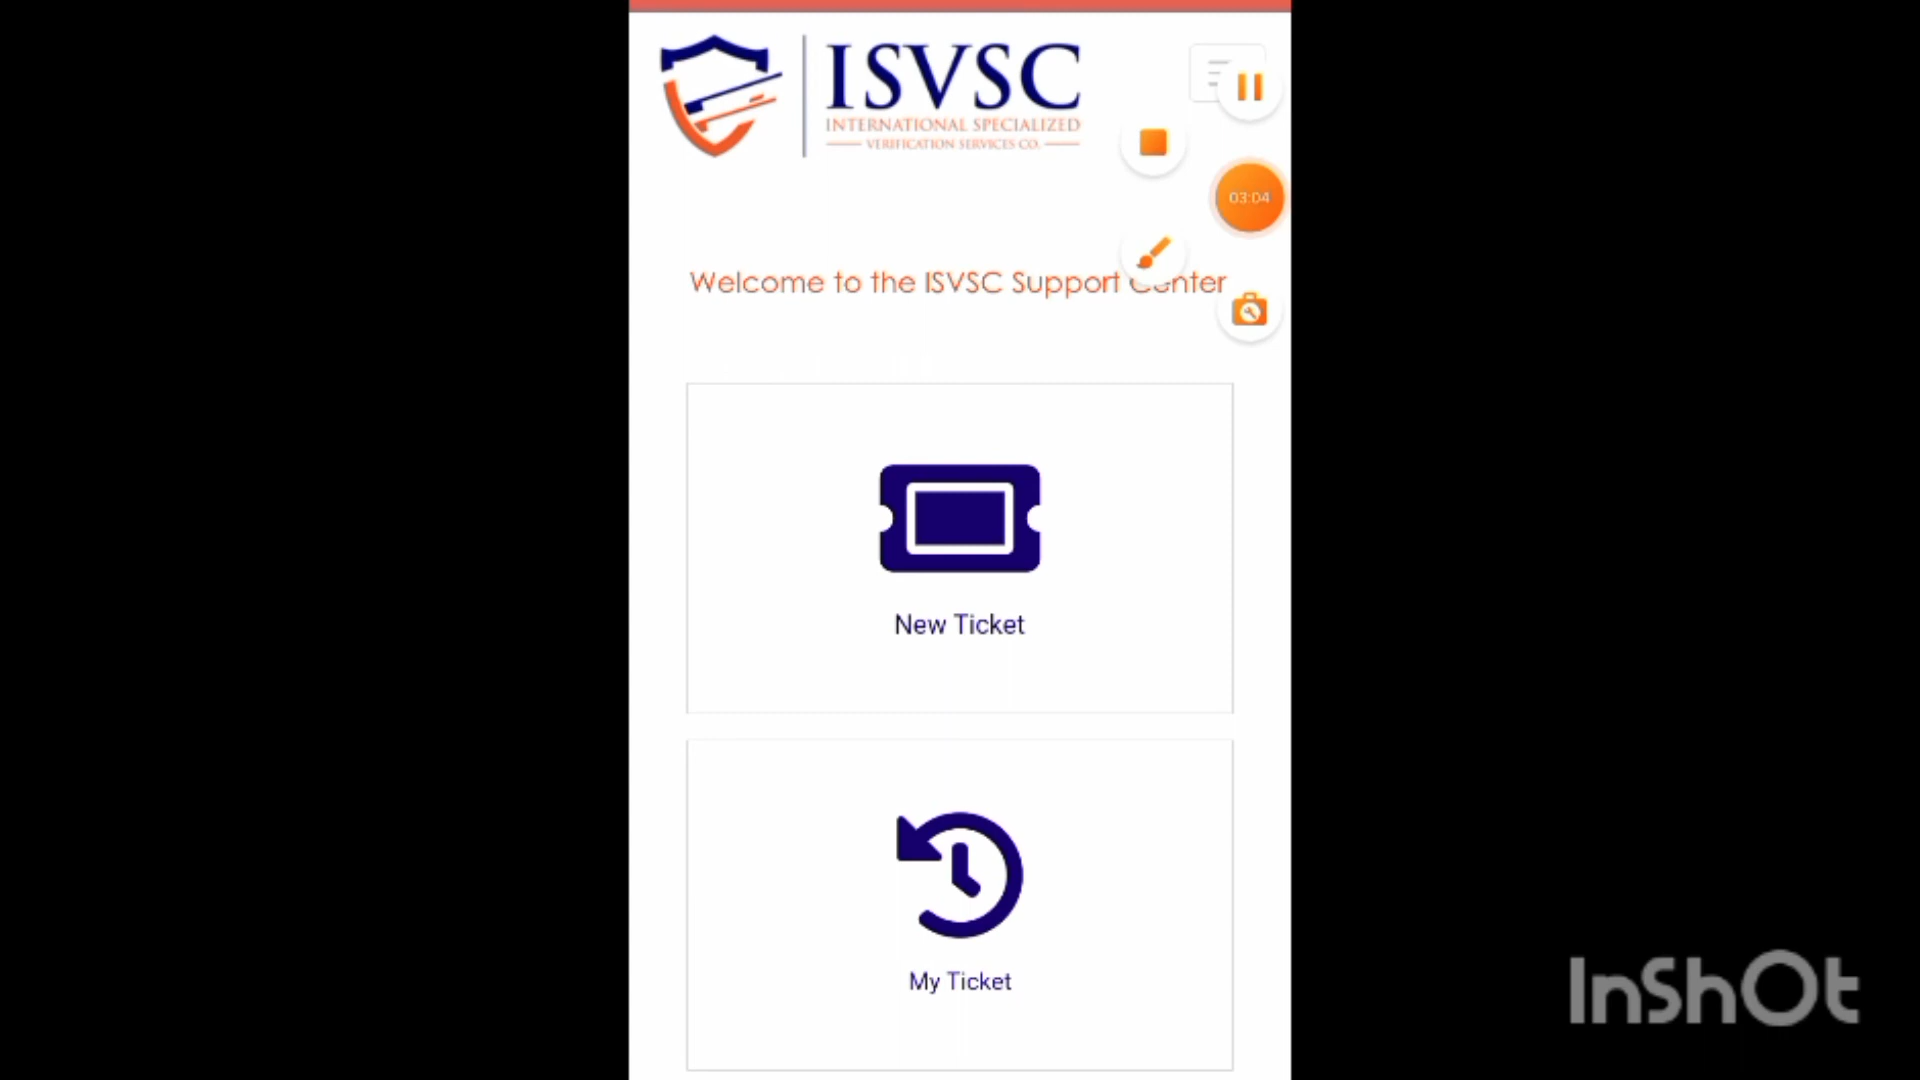 ISVSC
INTERNATIONAL SPECIALIZED
VERIFICATION SERVICES CO.
03:04
Welcome to the ISVSC Support Center
New Ticket
My Ticket
InShOt